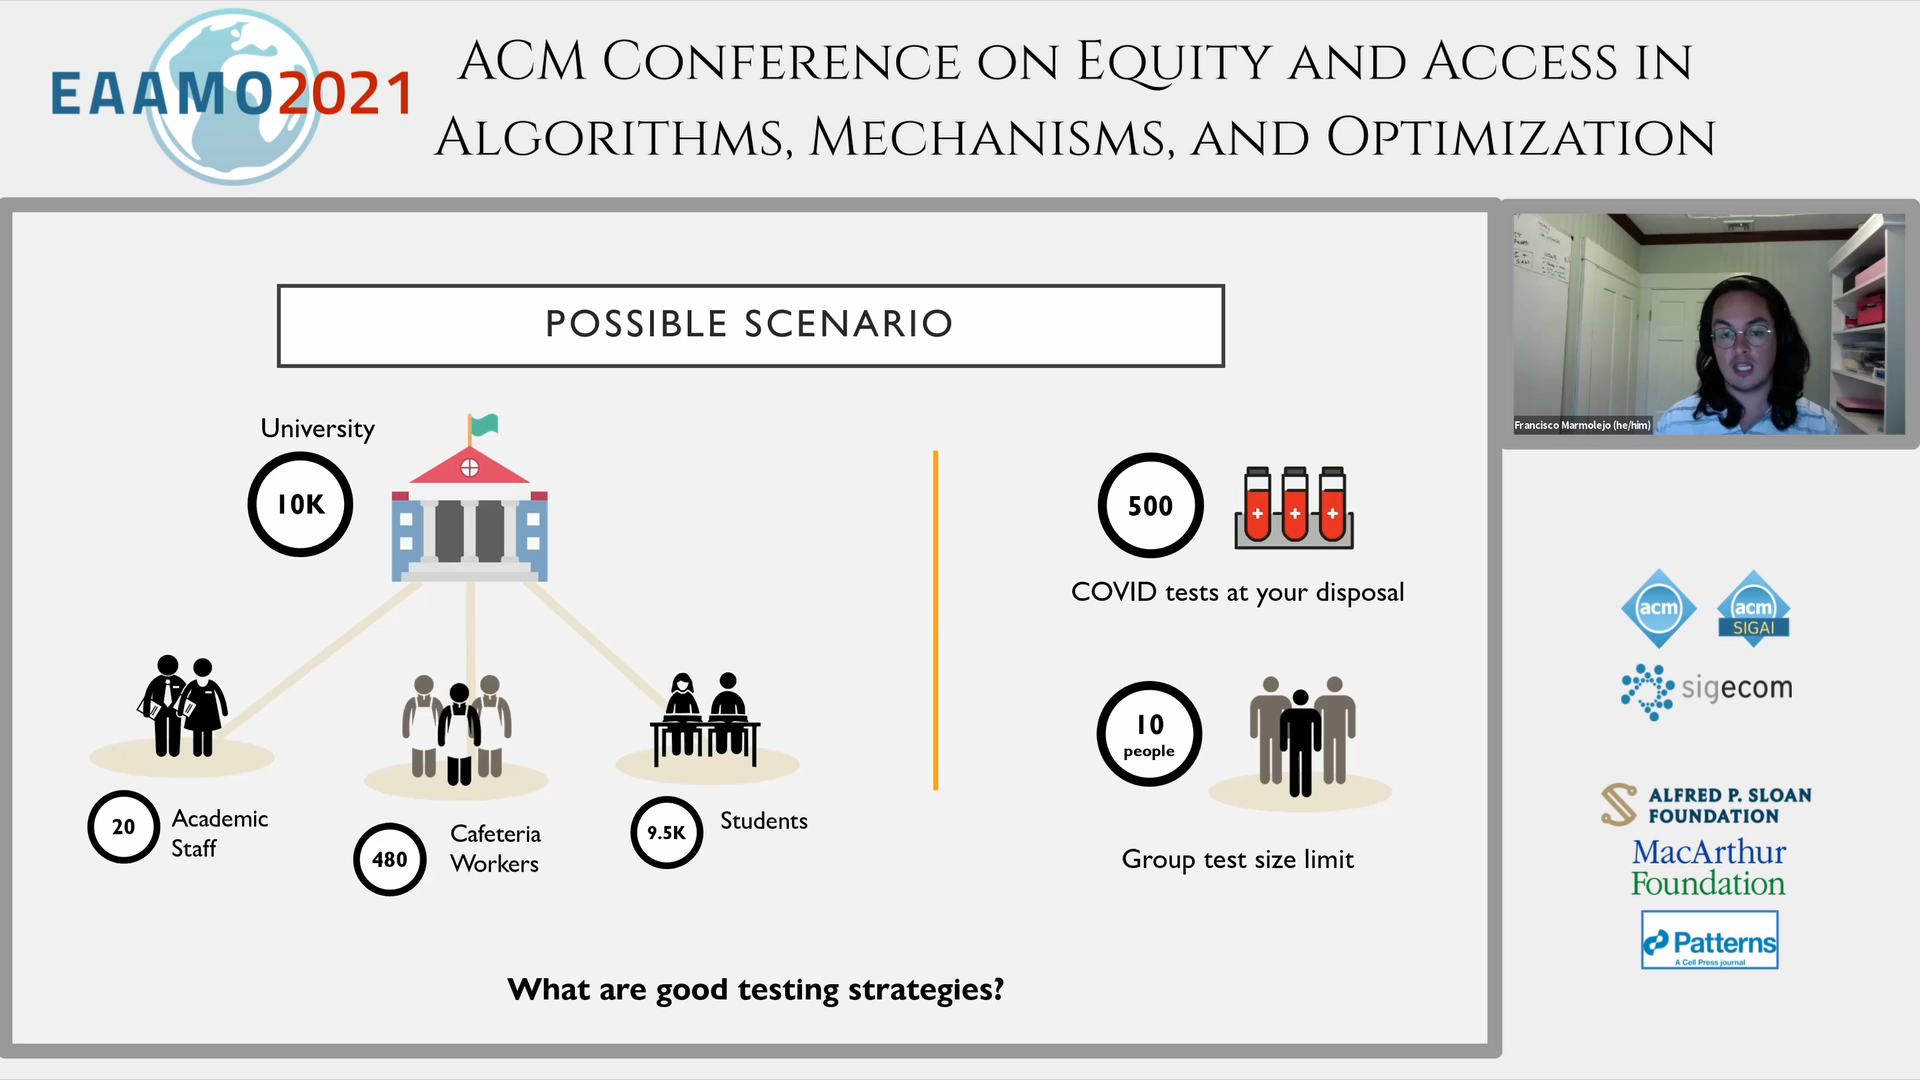 EAAMO2021
ACM Conference on Equity and Access in
Algorithms, Mechanisms, and Optimization
POSSIBLE SCENARIO
University
10K
20
Academic
Staff
480
Cafeteria
Workers
9.5K
Students
500
COVID tests at your disposal
10
people
Group test size limit
What are good testing strategies?
Francisco Marmolejo (he/him)
acm
acm
SIGAI
sigecom
ALFRED P. SLOAN
FOUNDATION
MacArthur
Foundation
Patterns
A Cell Press journal